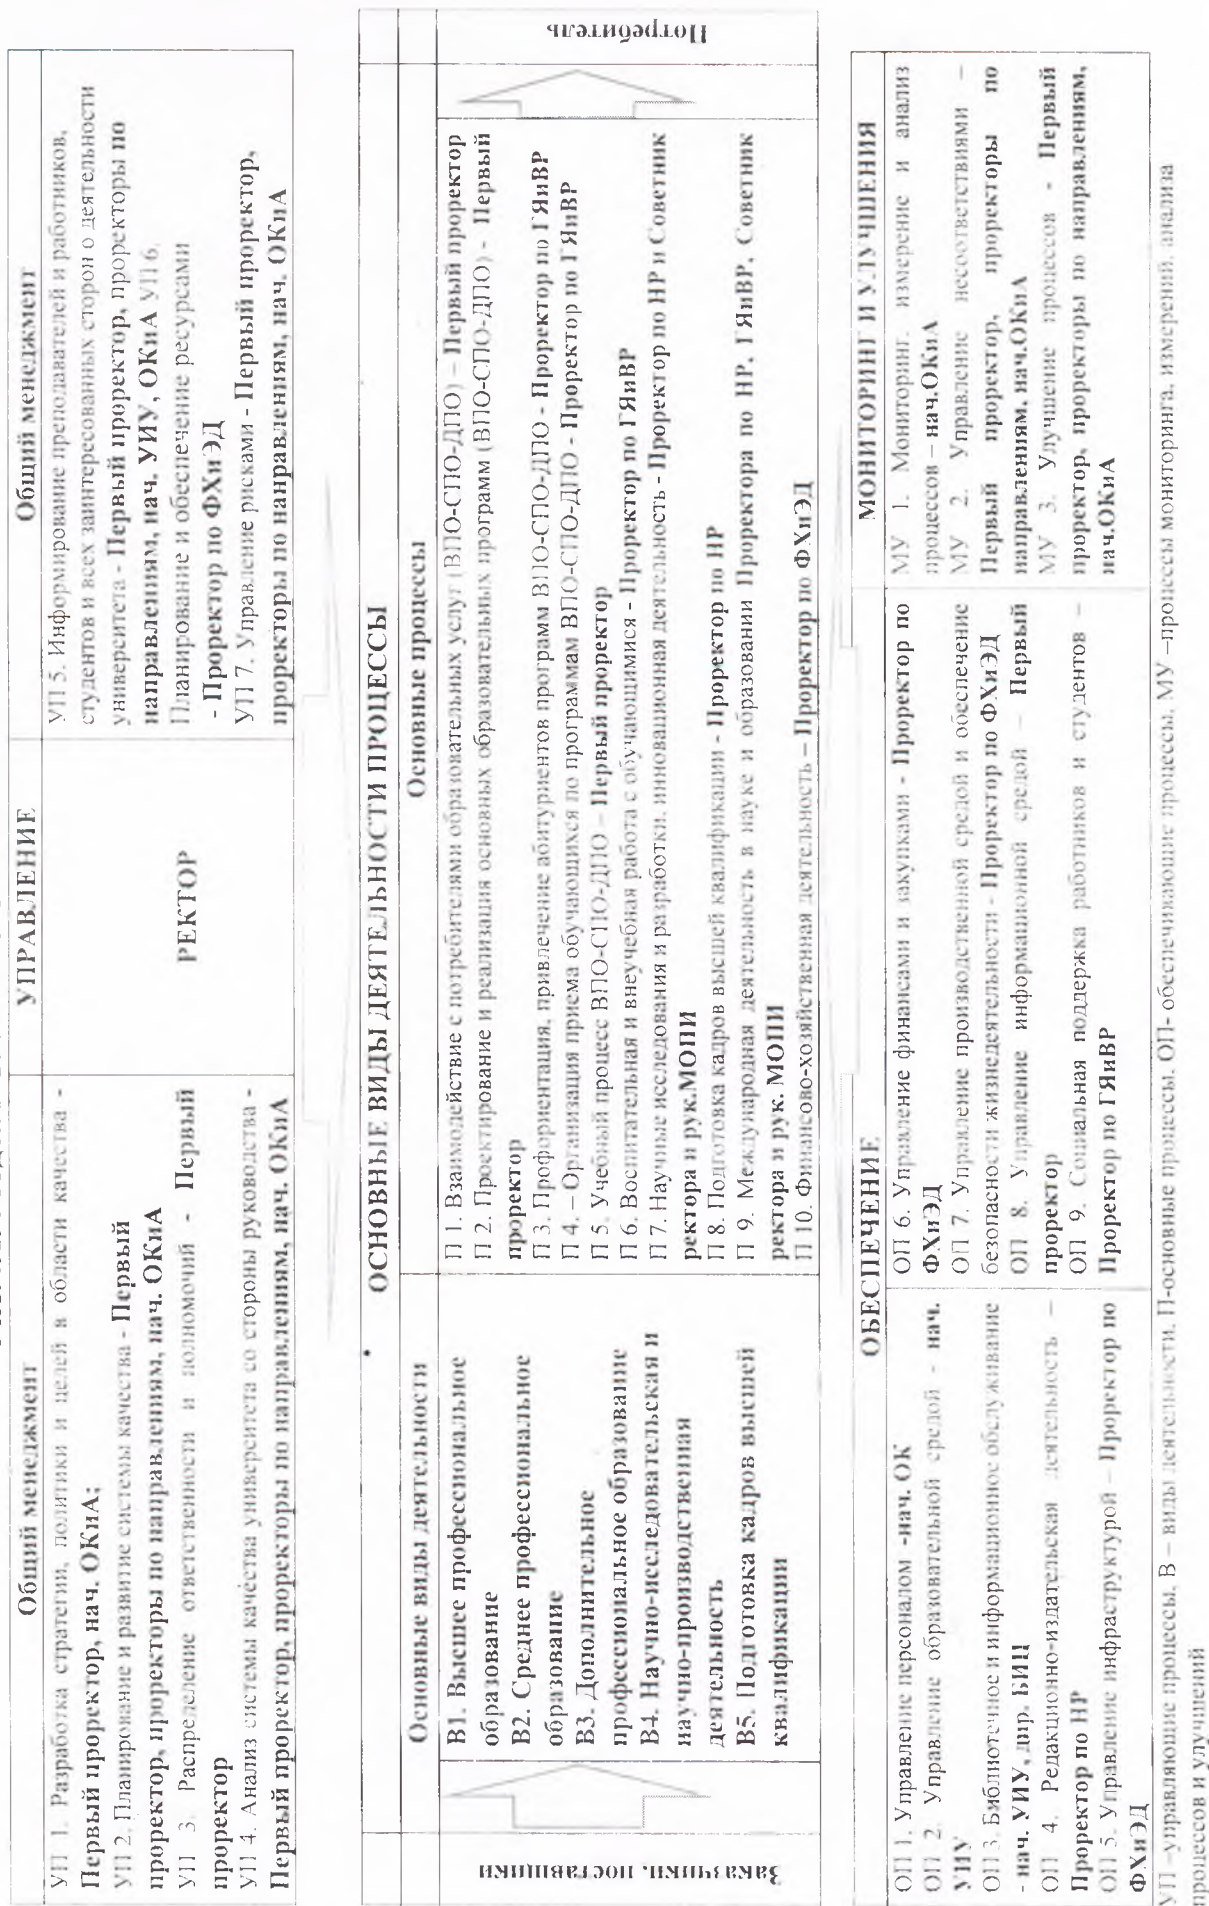 УПРАВЛЕНИЕ
Общий менеджмент
УП 1. Разработка стратегии, политики и целей в области качества -
Первый проректор, нач. ОКиА;
УП 2. Планирование и развитие системы качества - Первый
проректор, проректоры по направлениям, нач. ОКиА
УП 3. Распределение ответственности и полномочий - Первый
проректор
УП 4. Анализ системы качества университета со стороны руководства -
Первый проректор, проректоры по направлениям, нач. ОКиА
РЕКТОР
Общий менеджмент
УП 5. Информирование преподавателей и работников,
студентов и всех заинтересованных сторон о деятельности
университета - Первый проректор, проректоры по
направлениям, нач. УИУ, ОКиА УП 6.
Планирование и обеспечение ресурсами
- Проректор по ФХиЭД
УП 7. Управление рисками - Первый проректор,
проректоры по направлениям, нач. ОКиА
ОСНОВНЫЕ ВИДЫ ДЕЯТЕЛЬНОСТИ ПРОЦЕССЫ
Заказчики, поставщики
Основные виды деятельности
В1. Высшее профессиональное
образование
В2. Среднее профессиональное
образование
В3. Дополнительное
профессиональное образование
В4. Научно-исследовательская и
научно-производственная
деятельность
В5. Подготовка кадров высшей
квалификации
Основные процессы
П 1. Взаимодействие с потребителями образовательных услуг (ВПО-СПО-ДПО) – Первый проректор
П 2. Проектирование и реализация основных образовательных программ (ВПО-СПО-ДПО) - Первый
проректор
П 3. Профориентация, привлечение абитуриентов программ ВПО-СПО-ДПО - Проректор по ГЯиВР
П 4. – Организация приема обучающихся по программам ВПО-СПО-ДПО - Проректор по ГЯиВР
П 5. Учебный процесс ВПО-СПО-ДПО – Первый проректор
П 6. Воспитательная и внеучебная работа с обучающимися - Проректор по ГЯиВР
П 7. Научные исследования и разработки, инновационная деятельность - Проректор по НР и Советник
ректора и рук.МОПИ
П 8. Подготовка кадров высшей квалификации - Проректор по НР
П 9. Международная деятельность в науке и образовании Проректора по НР, ГЯиВР, Советник
ректора и рук. МОПИ
П 10. Финансово-хозяйственная деятельность – Проректор по ФХиЭД
Потребитель
ОБЕСПЕЧЕНИЕ
ОП 1. Управление персоналом -нач. ОК
ОП 2. Управление образовательной средой - нач.
УИУ
ОП 3. Библиотечное и информационное обслуживание
- нач. УИУ, дир. БИЦ
ОП 4. Редакционно-издательская деятельность –
Проректор по НР
ОП 5. Управление инфраструктурой – Проректор по
ФХиЭД
ОП 6. Управление финансами и закупками - Проректор по
ФХиЭД
ОП 7. Управление производственной средой и обеспечение
безопасности жизнедеятельности - Проректор по ФХиЭД
ОП 8. Управление информационной средой – Первый
проректор
ОП 9. Социальная поддержка работников и студентов –
Проректор по ГЯиВР
МОНИТОРИНГ И УЛУЧШЕНИЯ
МУ 1. Мониторинг, измерение и анализ
процессов – нач.ОКиА
МУ 2. Управление несоответствиями –
Первый проректор, проректоры по
направлениям, нач.ОКиА
МУ 3. Улучшение процессов - Первый
проректор, проректоры по направлениям,
нач.ОКиА
УП –управляющие процессы, В – виды деятельности, П-основные процессы, ОП- обеспечивающие процессы, МУ –процессы мониторинга, измерений, анализа
процессов и улучшений